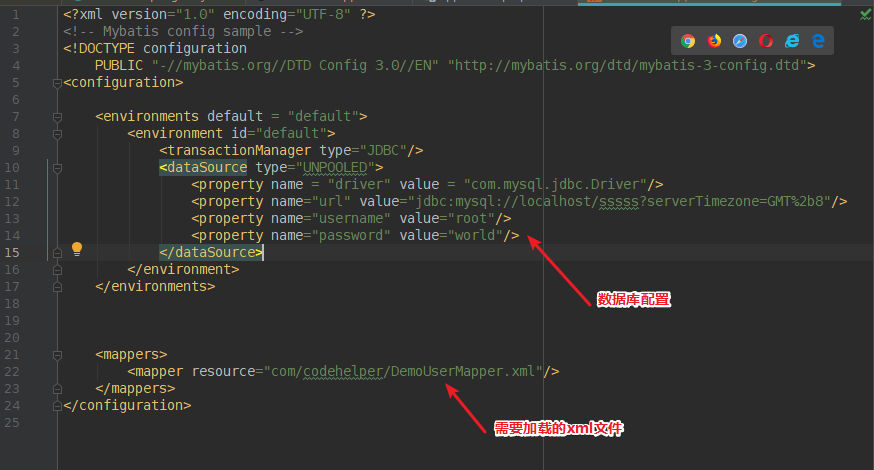 1 <?xml version="1.0" encoding="UTF-8" ?>
2 <!-- Mybatis config sample -->
3 <!DOCTYPE configuration
4 PUBLIC "-//mybatis.org//DTD Config 3.0//EN" "http://mybatis.org/dtd/mybatis-3-config.dtd">
5 <configuration>
6
7 <environments default = "default">
8 <environment id="default">
9 <transactionManager type="JDBC"/>
10 <dataSource type="UNPOOLED">
11 <property name = "driver" value = "com.mysql.jdbc.Driver"/>
12 <property name="url" value="jdbc:mysql://localhost/sssss?serverTimezone=GMT%2b8"/>
13 <property name="username" value="root"/>
14 <property name="password" value="world"/>
15 </dataSource>
16 </environment>
17 </environments>
数据库配置
18
19
20
21 <mappers>
22 <mapper resource="com/codehelper/DemoUserMapper.xml"/>
23 </mappers>
24 </configuration>
需要加载的xml文件
25